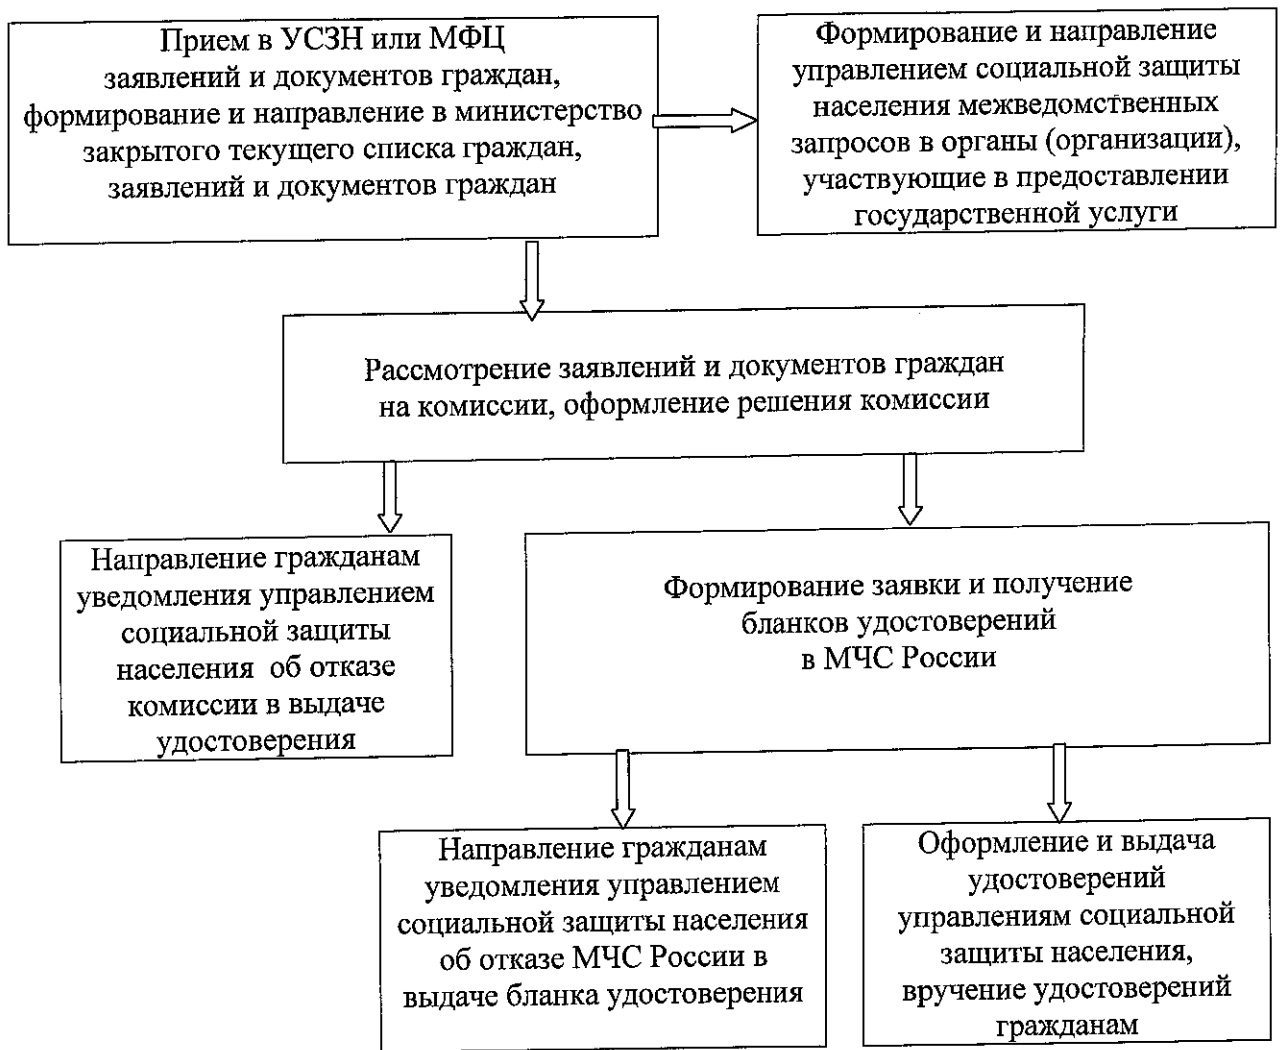 Прием в УСЗН или МФЦ
заявлений и документов граждан,
формирование и направление в министерство
закрытого текущего списка граждан,
заявлений и документов граждан
Формирование и направление
управлением социальной защиты
населения межведомственных
запросов в органы (организации),
участвующие в предоставлении
государственной услуги
Рассмотрение заявлений и документов граждан
на комиссии, оформление решения комиссии
Направление гражданам
уведомления управлением
социальной защиты
населения об отказе
комиссии в выдаче
удостоверения
Формирование заявки и получение
бланков удостоверений
в МЧС России
Направление гражданам
уведомления управлением
социальной защиты населения
об отказе МЧС России в
выдаче бланка удостоверения
Оформление и выдача
удостоверений
управлениям социальной
защиты населения,
вручение удостоверений
гражданам